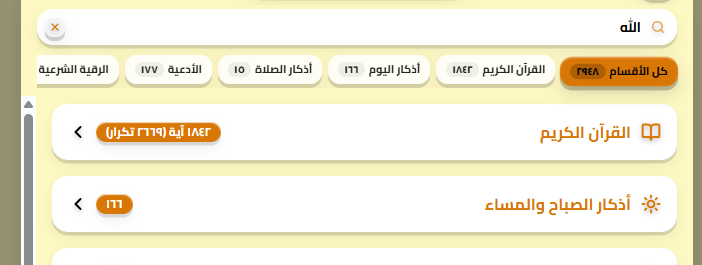 الله
كل الأقسام ٢٩٤٨ القرآن الكريم ١٨٤٢ أذكار اليوم ١٦٦ أذكار الصلاة ١٥ الأدعية ١٧٧ الرقية الشرعية
القرآن الكريم ١٨٤٢ آية (٢٦٦٩ تكرار)
أذكار الصباح والمساء ١٦٦